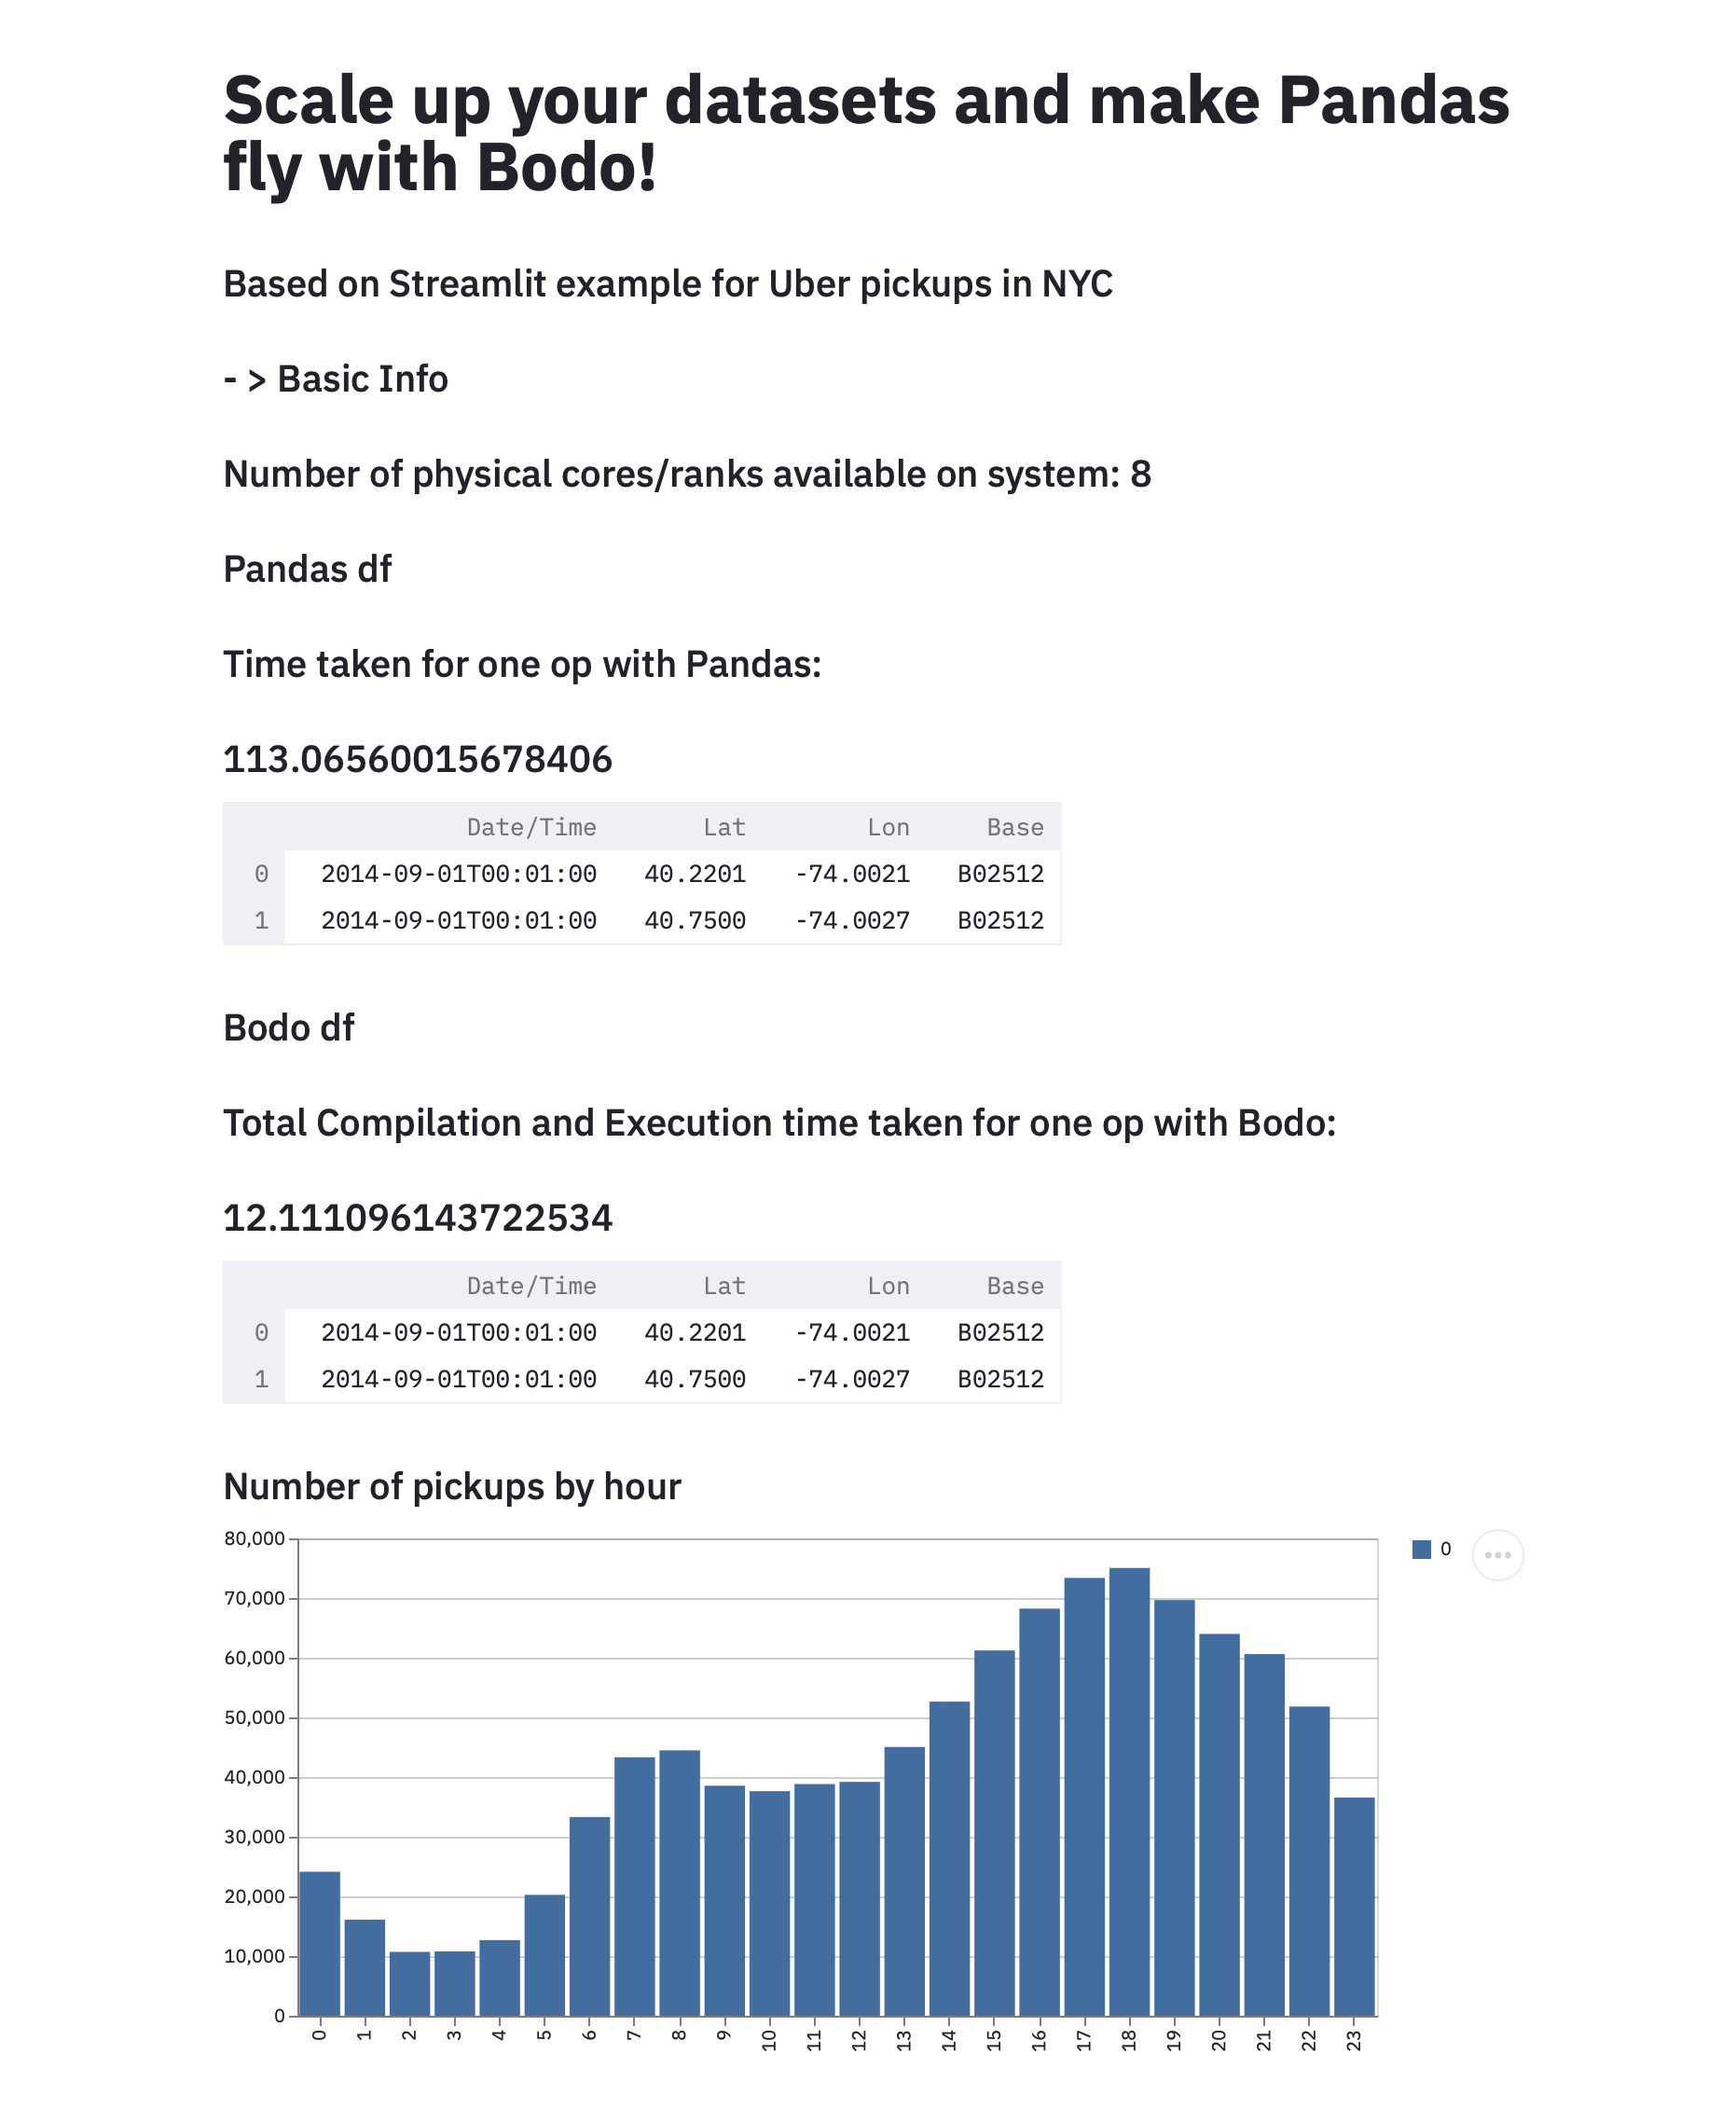 Scale up your datasets and make Pandas
fly with Bodo!
Based on Streamlit example for Uber pickups in NYC
- > Basic Info
Number of physical cores/ranks available on system: 8
Pandas df
Time taken for one op with Pandas:
113.06560015678406
Date/Time Lat Lon Base
0 2014-09-01T00:01:00 40.2201 -74.0021 B02512
1 2014-09-01T00:01:00 40.7500 -74.0027 B02512
Bodo df
Total Compilation and Execution time taken for one op with Bodo:
12.111096143722534
Date/Time Lat Lon Base
0 2014-09-01T00:01:00 40.2201 -74.0021 B02512
1 2014-09-01T00:01:00 40.7500 -74.0027 B02512
Number of pickups by hour
80,000
0
70,000
60,000
50,000
40,000
30,000
20,000
10,000
0
0 1 2 3 4 5 6 7 8 9 10 11 12 13 14 15 16 17 18 19 20 21 22 23